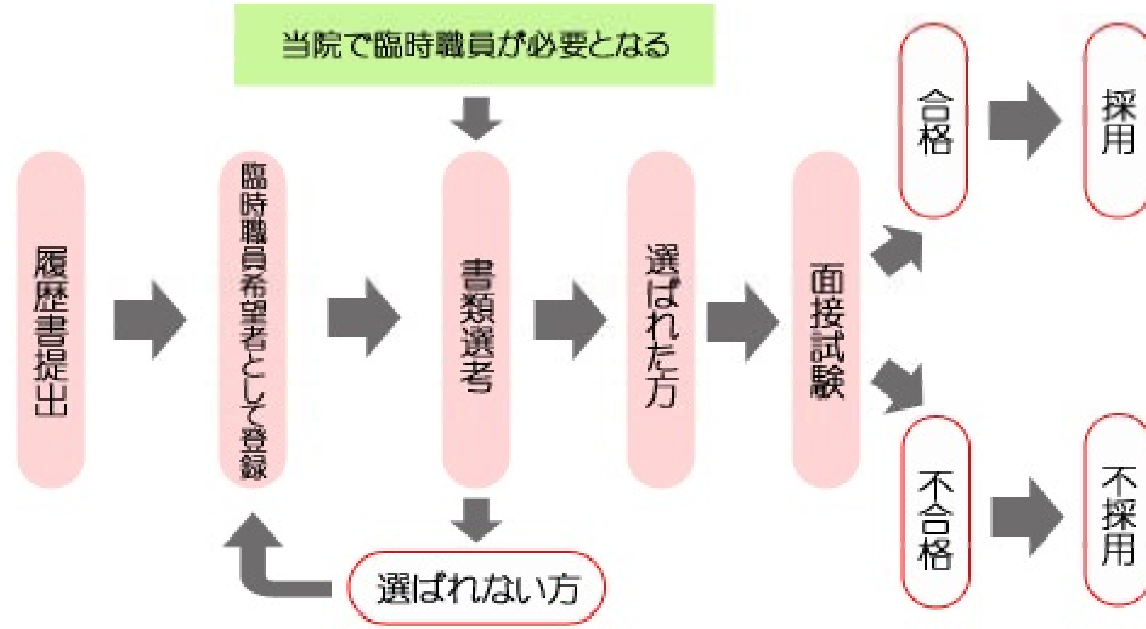 当院で臨時職員が必要となる
履歴書提出
臨時職員希望者として登録
書類選考
選ばれた方
面接試験
合格
採用
不合格
不採用
選ばれない方